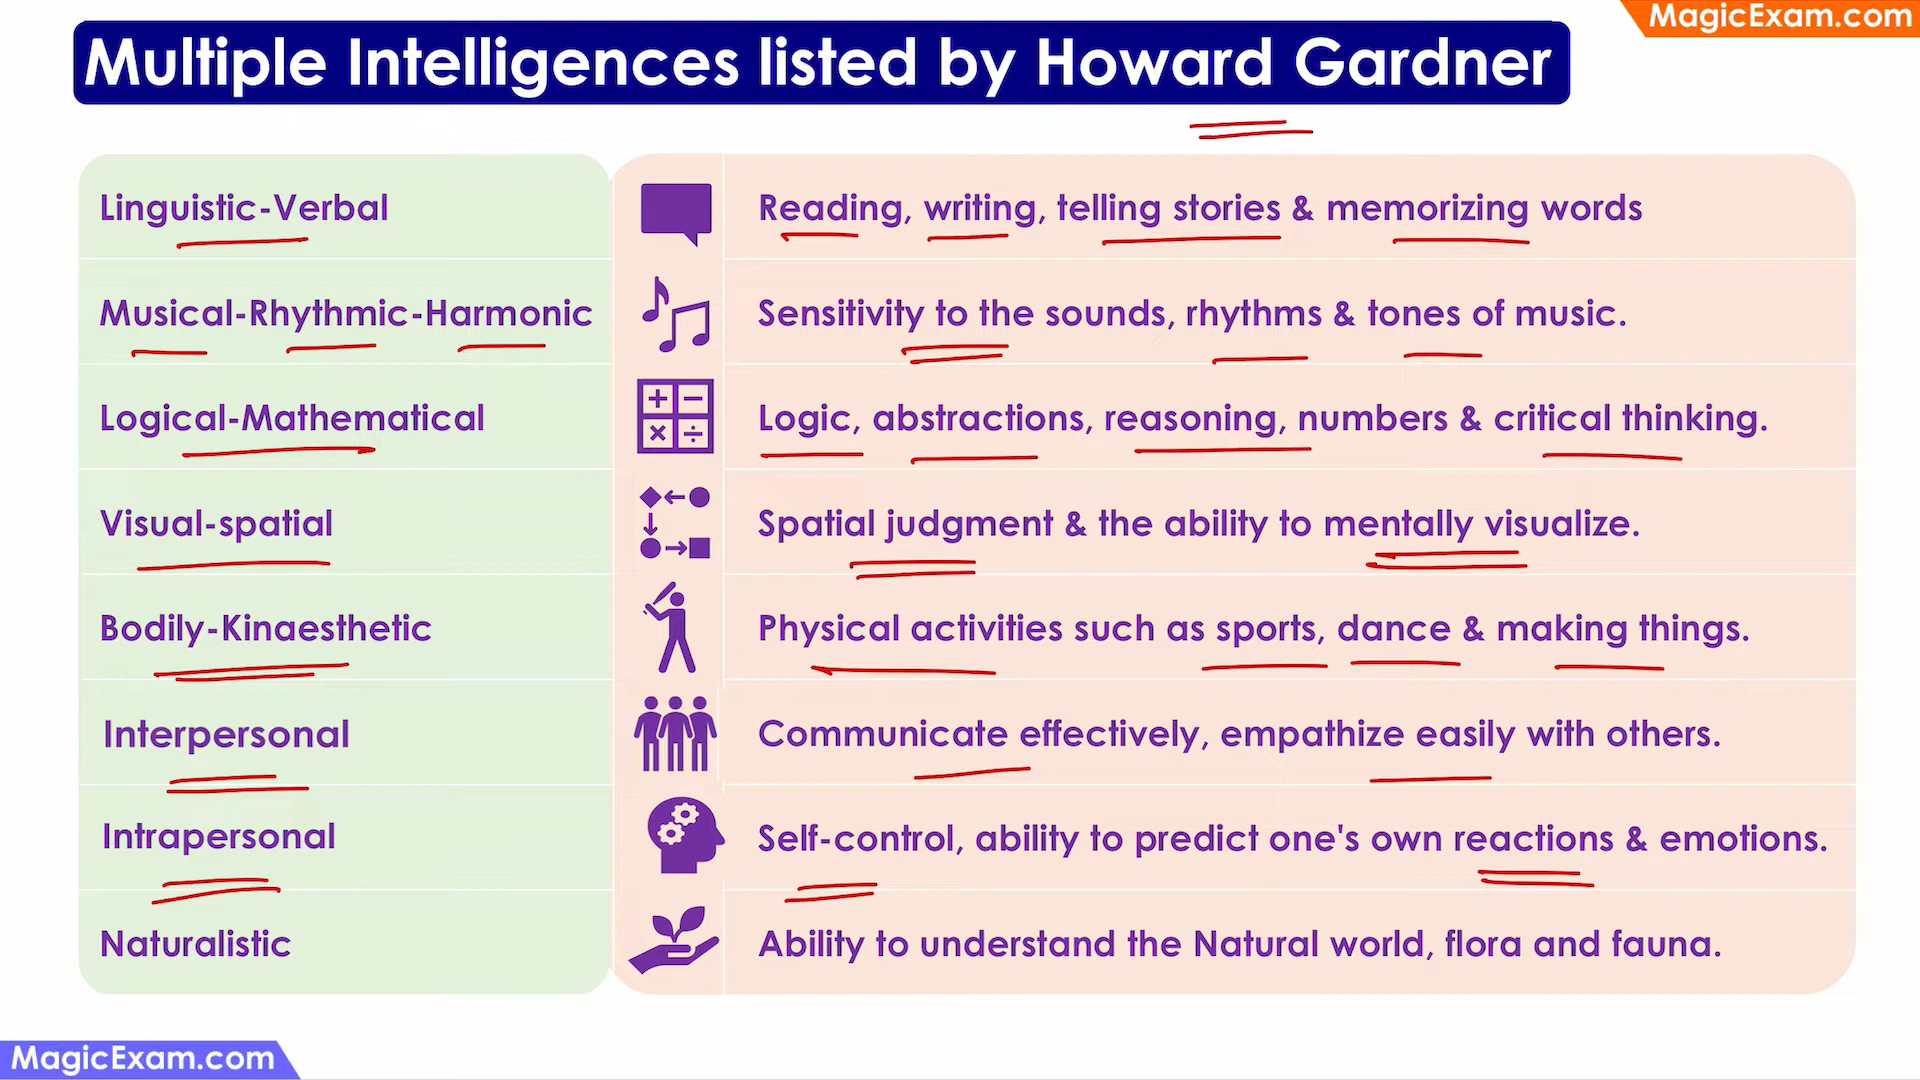 MagicExam.com
Multiple Intelligences listed by Howard Gardner
Linguistic-Verbal
Reading, writing, telling stories & memorizing words
Musical-Rhythmic-Harmonic
Sensitivity to the sounds, rhythms & tones of music.
Logical-Mathematical
Logic, abstractions, reasoning, numbers & critical thinking.
Visual-spatial
Spatial judgment & the ability to mentally visualize.
Bodily-Kinaesthetic
Physical activities such as sports, dance & making things.
Interpersonal
Communicate effectively, empathize easily with others.
Intrapersonal
Self-control, ability to predict one's own reactions & emotions.
Naturalistic
Ability to understand the Natural world, flora and fauna.
MagicExam.com